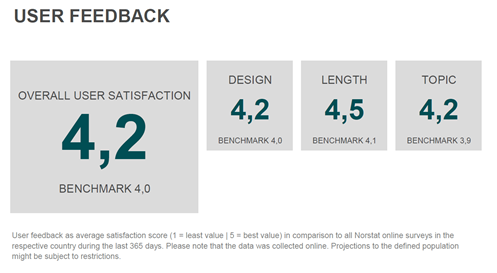 USER FEEDBACK
OVERALL USER SATISFACTION
4,2
BENCHMARK 4,0
DESIGN
4,2
BENCHMARK 4,0
LENGTH
4,5
BENCHMARK 4,1
TOPIC
4,2
BENCHMARK 3,9
User feedback as average satisfaction score (1 = least value | 5 = best value) in comparison to all Norstat online surveys in the
respective country during the last 365 days. Please note that the data was collected online. Projections to the defined population
might be subject to restrictions.